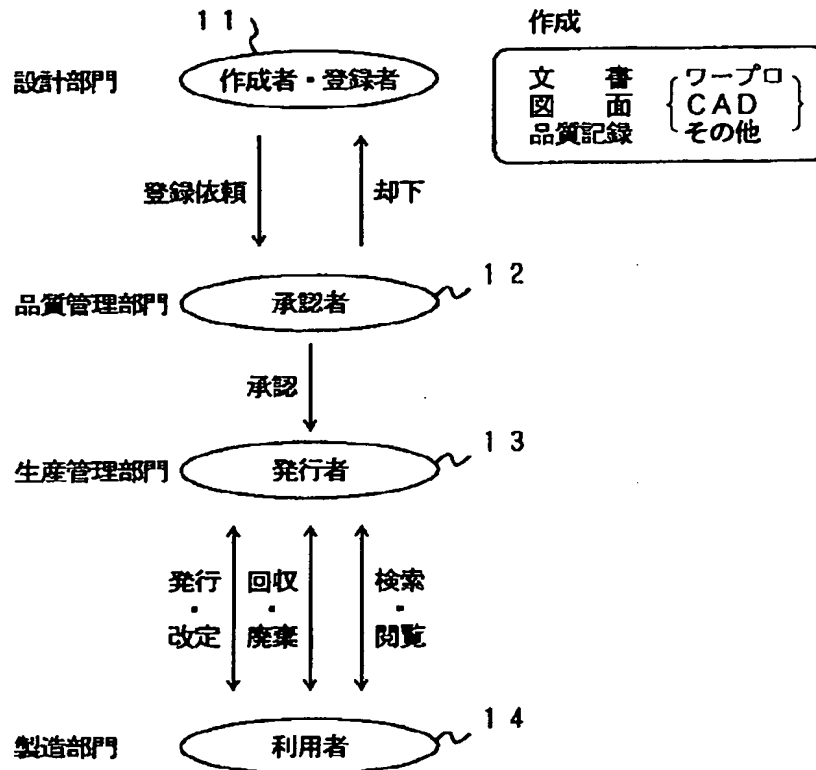 11
作成
設計部門
作成者・登録者
文 書
図 面
品質記録
ワープロ
CAD
その他
登録依頼
却下
12
品質管理部門
承認者
承認
13
生産管理部門
発行者
発行・改定
回収・廃棄
検索・閲覧
14
製造部門
利用者